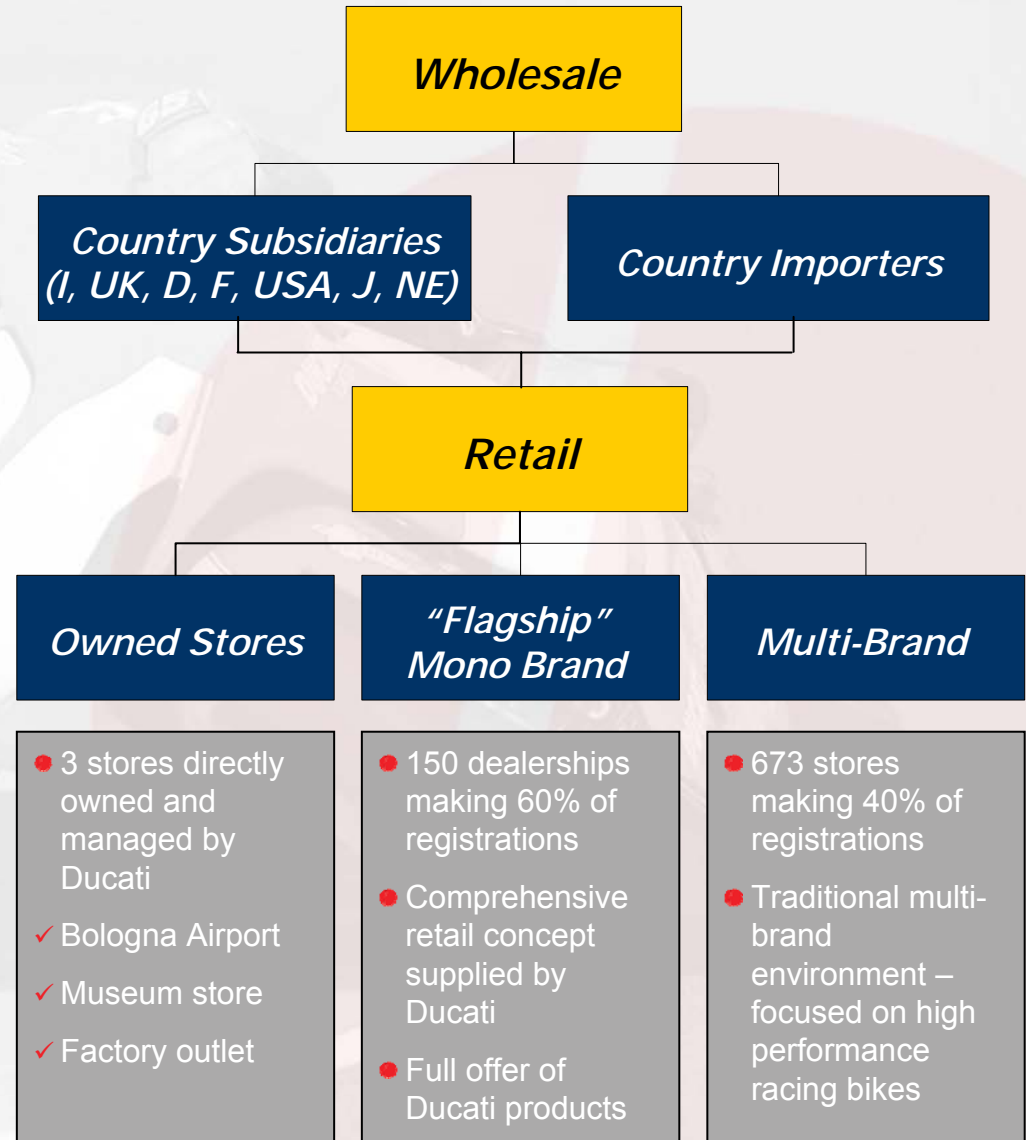 Wholesale
Country Subsidiaries
(I, UK, D, F, USA, J, NE)
Country Importers
Retail
Owned Stores
“Flagship”
Mono Brand
Multi-Brand
3 stores directly
owned and
managed by
Ducati
Bologna Airport
Museum store
Factory outlet
150 dealerships
making 60% of
registrations
Comprehensive
retail concept
supplied by
Ducati
Full offer of
Ducati products
673 stores
making 40% of
registrations
Traditional multi-
brand
environment –
focused on high
performance
racing bikes